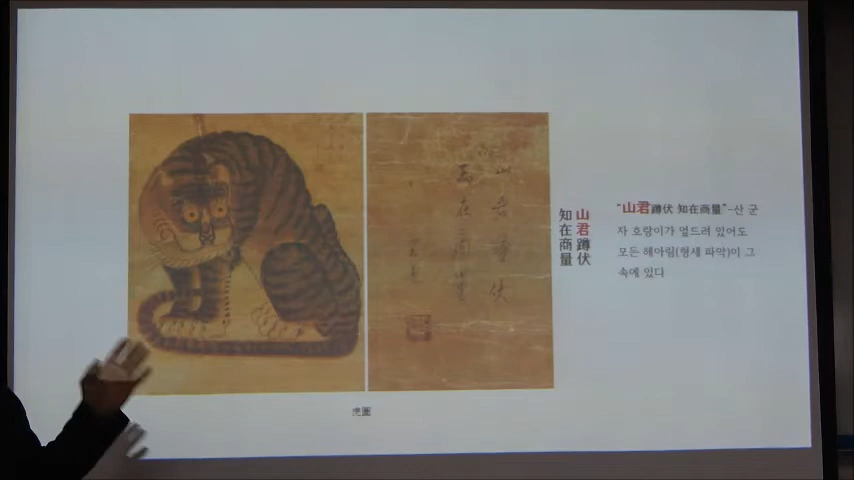 山君蹲伏
知在商量
"山君蹲伏 知在商量"-산 군
자 호랑이가 엎드려 있어도
모든 헤아림(형세 파악)이 그
속에 있다
虎圖